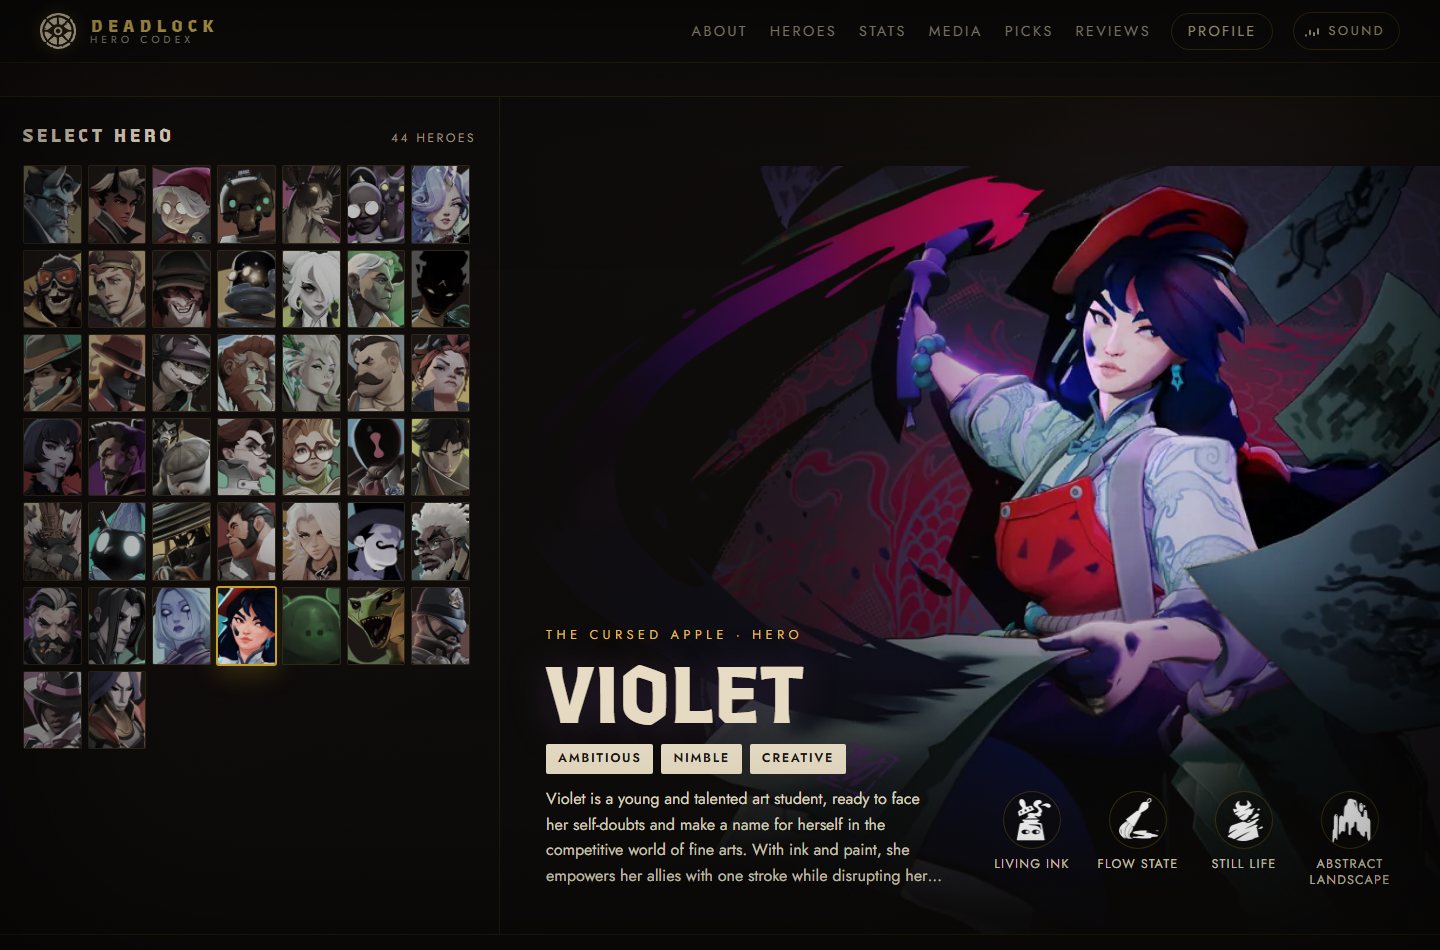 DEADLOCK
HERO CODEX
ABOUT HEROES STATS MEDIA PICKS REVIEWS PROFILE SOUND
SELECT HERO
44 HEROES
THE CURSED APPLE · HERO
VIOLET
AMBITIOUS NIMBLE CREATIVE
Violet is a young and talented art student, ready to face
her self-doubts and make a name for herself in the
competitive world of fine arts. With ink and paint, she
empowers her allies with one stroke while disrupting her...
LIVING INK
FLOW STATE
STILL LIFE
ABSTRACT
LANDSCAPE